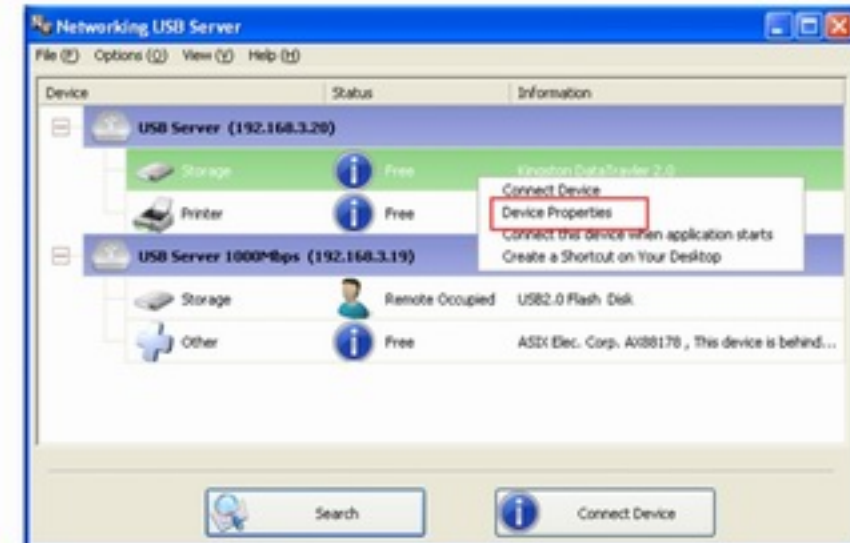 Networking USB Server
File (F) Options (O) View (V) Help (H)
Device Status Information
USB Server (192.168.3.20)
Storage Free Kingston DataTravler 2.0
Connect Device
Device Properties
Printer Free
Connect this device when application starts
USB Server 1000Mbps (192.168.3.19)
Create a Shortcut on Your Desktop
Storage Remote Occupied USB2.0 Flash Disk
Other Free ASIX Elec. Corp. AX88178 , This device is behind...
Search Connect Device